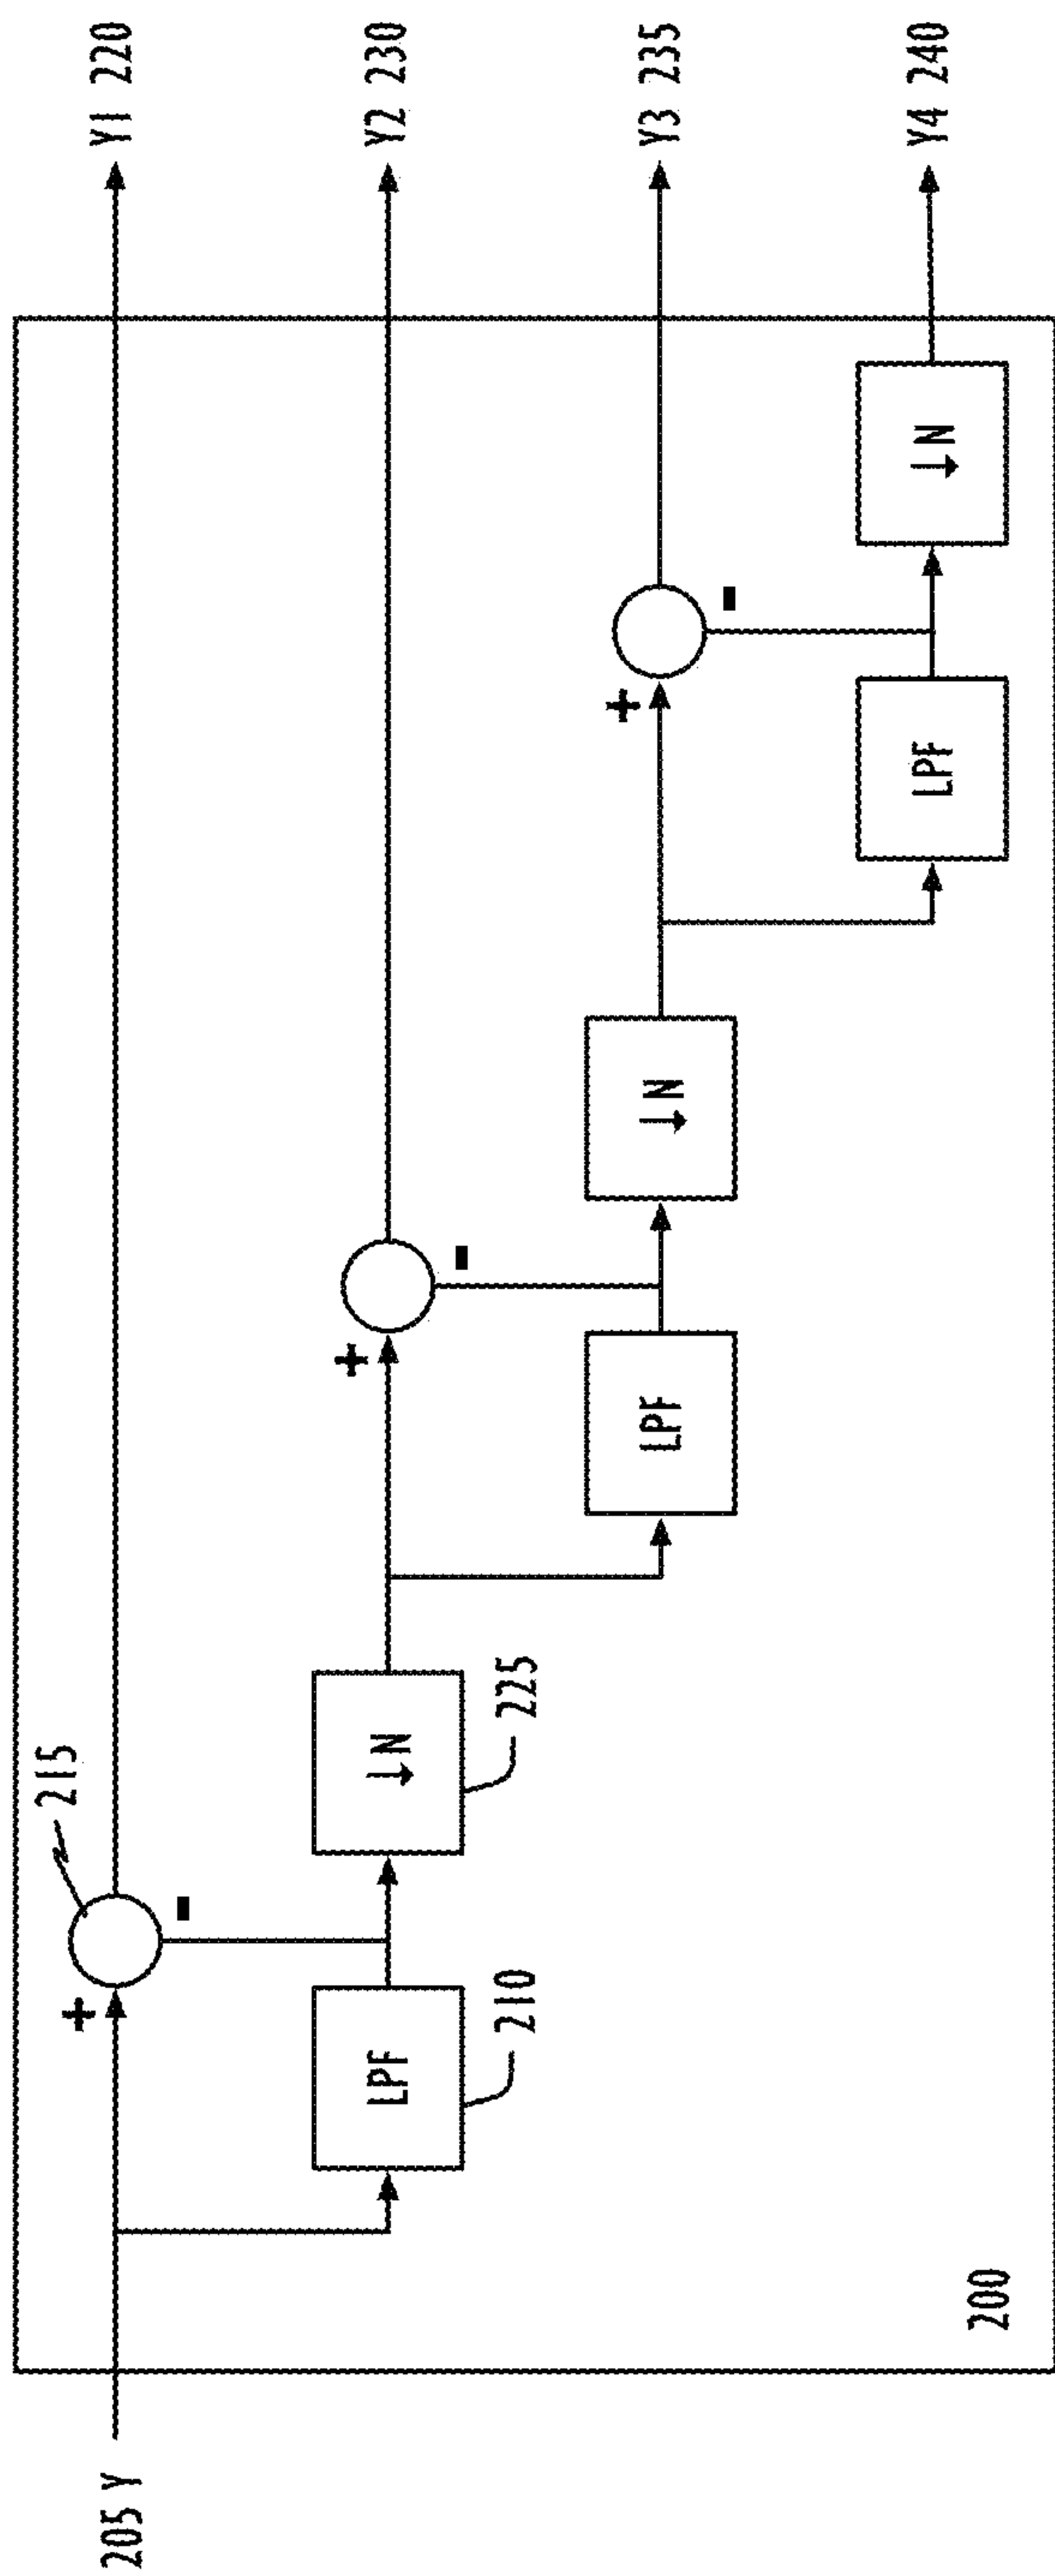 205 Y
+
-
215
LPF
210
↓N
225
+
-
LPF
↓N
+
-
LPF
↓N
Y1 220
Y2 230
Y3 235
Y4 240
200